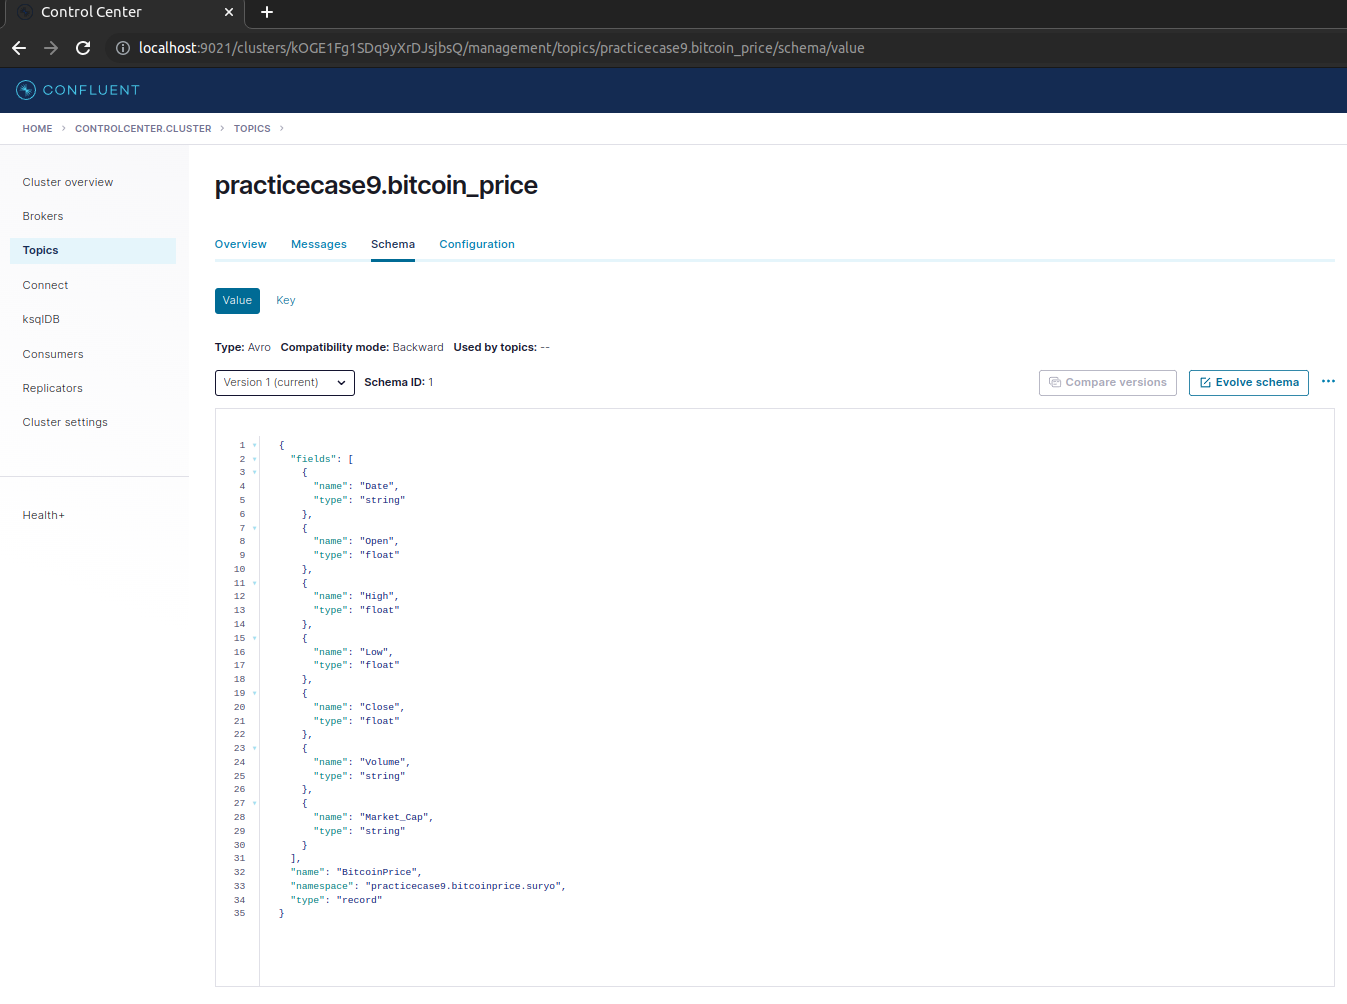 Control Center
localhost:9021/clusters/kOGE1Fg1SDq9yXrDJsjbsQ/management/topics/practicecase9.bitcoin_price/schema/value
CONFLUENT
HOME > CONTROLCENTER.CLUSTER > TOPICS >
Cluster overview
Brokers
Topics
Connect
ksqlDB
Consumers
Replicators
Cluster settings
Health+
practicecase9.bitcoin_price
Overview Messages Schema Configuration
Value Key
Type: Avro Compatibility mode: Backward Used by topics: --
Version 1 (current) Schema ID: 1 Compare versions Evolve schema ...
1 {
2 "fields": [
3 {
4 "name": "Date",
5 "type": "string"
6 },
7 {
8 "name": "Open",
9 "type": "float"
10 },
11 {
12 "name": "High",
13 "type": "float"
14 },
15 {
16 "name": "Low",
17 "type": "float"
18 },
19 {
20 "name": "Close",
21 "type": "float"
22 },
23 {
24 "name": "Volume",
25 "type": "string"
26 },
27 {
28 "name": "Market_Cap",
29 "type": "string"
30 }
31 ],
32 "name": "BitcoinPrice",
33 "namespace": "practicecase9.bitcoinprice.suryo",
34 "type": "record"
35 }